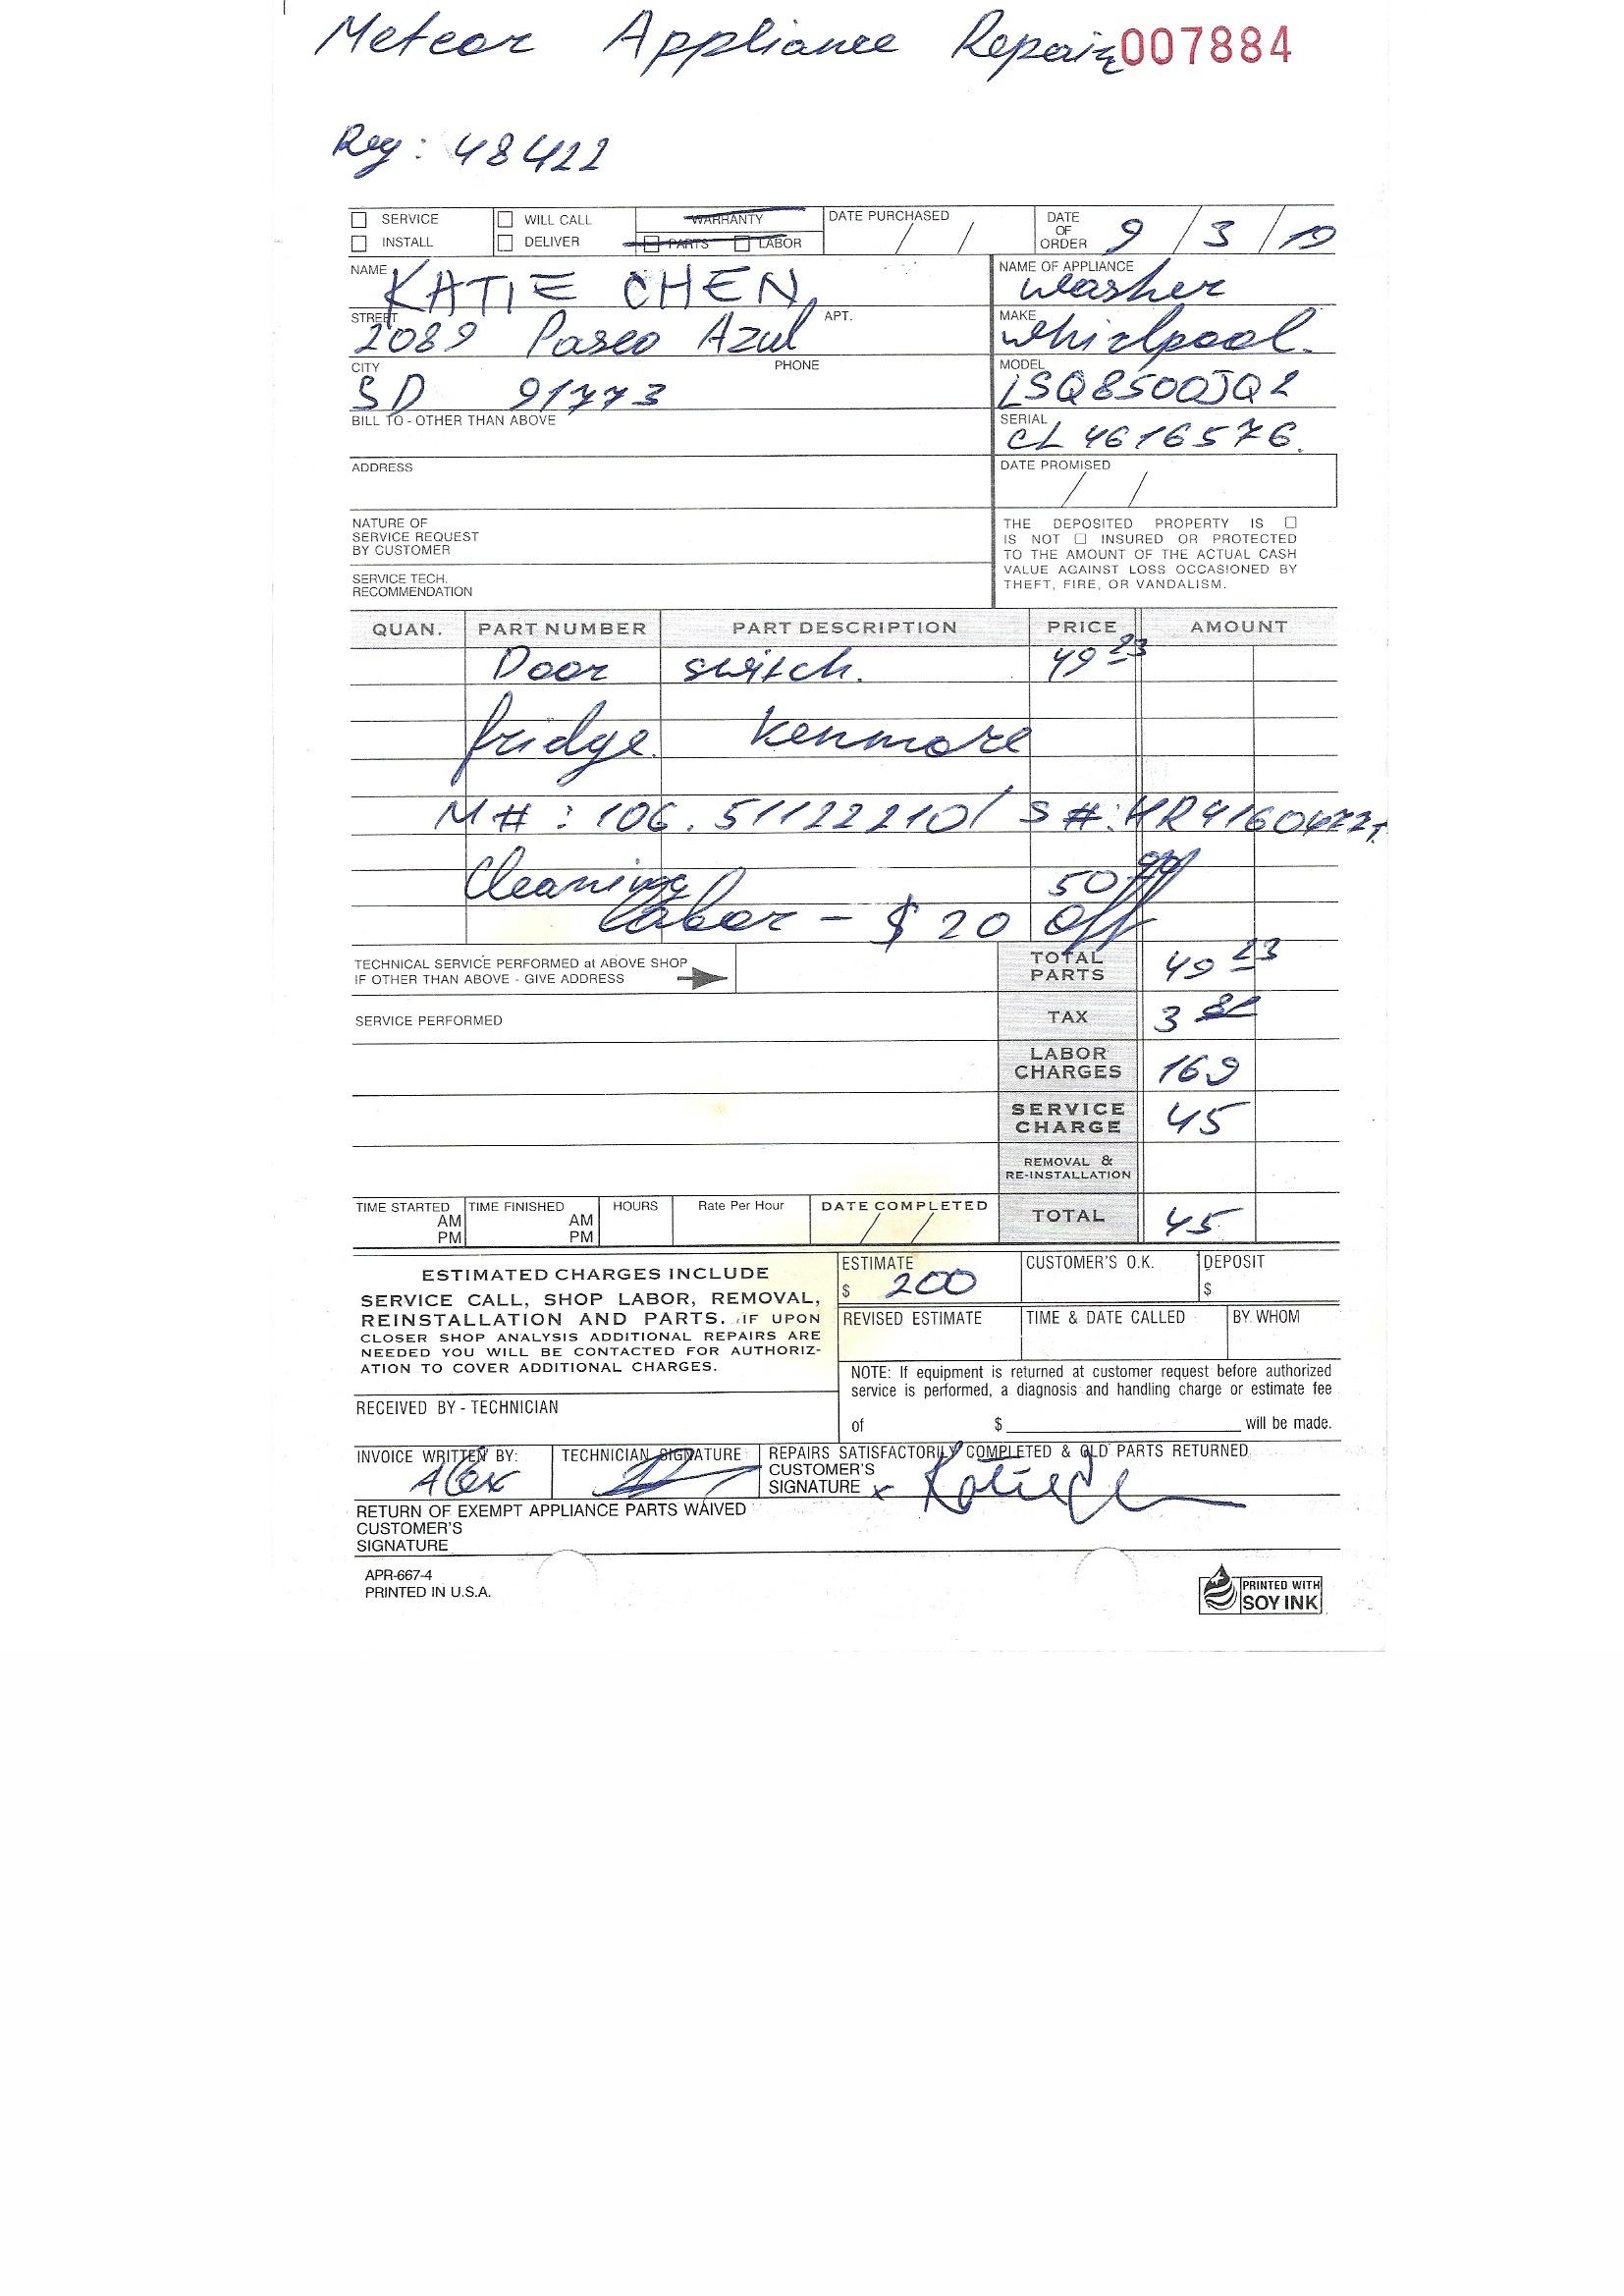 Meteor Appliance Repair 007884
Reg: 48422
SERVICE WILL CALL WARRANTY DATE PURCHASED / / DATE OF ORDER 9 / 3 / 19
INSTALL DELIVER PARTS LABOR
NAME KATIE CHEN NAME OF APPLIANCE washer
STREET 2089 Paseo Azul APT. MAKE Whirlpool.
CITY SD 91773 PHONE MODEL LSQ8500JQ2
BILL TO - OTHER THAN ABOVE SERIAL CL4616576.
ADDRESS DATE PROMISED / /
NATURE OF
SERVICE REQUEST
BY CUSTOMER
SERVICE TECH.
RECOMMENDATION
THE DEPOSITED PROPERTY IS
IS NOT INSURED OR PROTECTED
TO THE AMOUNT OF THE ACTUAL CASH
VALUE AGAINST LOSS OCCASIONED BY
THEFT, FIRE, OR VANDALISM.
QUAN. PART NUMBER PART DESCRIPTION PRICE AMOUNT
Door switch. 49 23
fridge Kenmore
M#: 106.51122210/ S#:
Cleaning 50 off
labor - $20 off
TECHNICAL SERVICE PERFORMED at ABOVE SHOP
IF OTHER THAN ABOVE - GIVE ADDRESS
TOTAL PARTS 49 23
SERVICE PERFORMED TAX 3
LABOR CHARGES 169
SERVICE CHARGE 45
REMOVAL & RE-INSTALLATION
TIME STARTED AM PM TIME FINISHED AM PM HOURS Rate Per Hour DATE COMPLETED / / TOTAL 45
ESTIMATED CHARGES INCLUDE
SERVICE CALL, SHOP LABOR, REMOVAL,
REINSTALLATION AND PARTS. IF UPON
CLOSER SHOP ANALYSIS ADDITIONAL REPAIRS ARE
NEEDED YOU WILL BE CONTACTED FOR AUTHORIZ-
ATION TO COVER ADDITIONAL CHARGES.
ESTIMATE $ 200 CUSTOMER'S O.K. DEPOSIT $
REVISED ESTIMATE TIME & DATE CALLED BY WHOM
NOTE: If equipment is returned at customer request before authorized
service is performed, a diagnosis and handling charge or estimate fee
of $ will be made.
RECEIVED BY - TECHNICIAN
INVOICE WRITTEN BY: Alex TECHNICIAN SIGNATURE REPAIRS SATISFACTORILY COMPLETED & OLD PARTS RETURNED
CUSTOMER'S
SIGNATURE x
RETURN OF EXEMPT APPLIANCE PARTS WAIVED
CUSTOMER'S
SIGNATURE
APR-667-4
PRINTED IN U.S.A.
PRINTED WITH
SOY INK